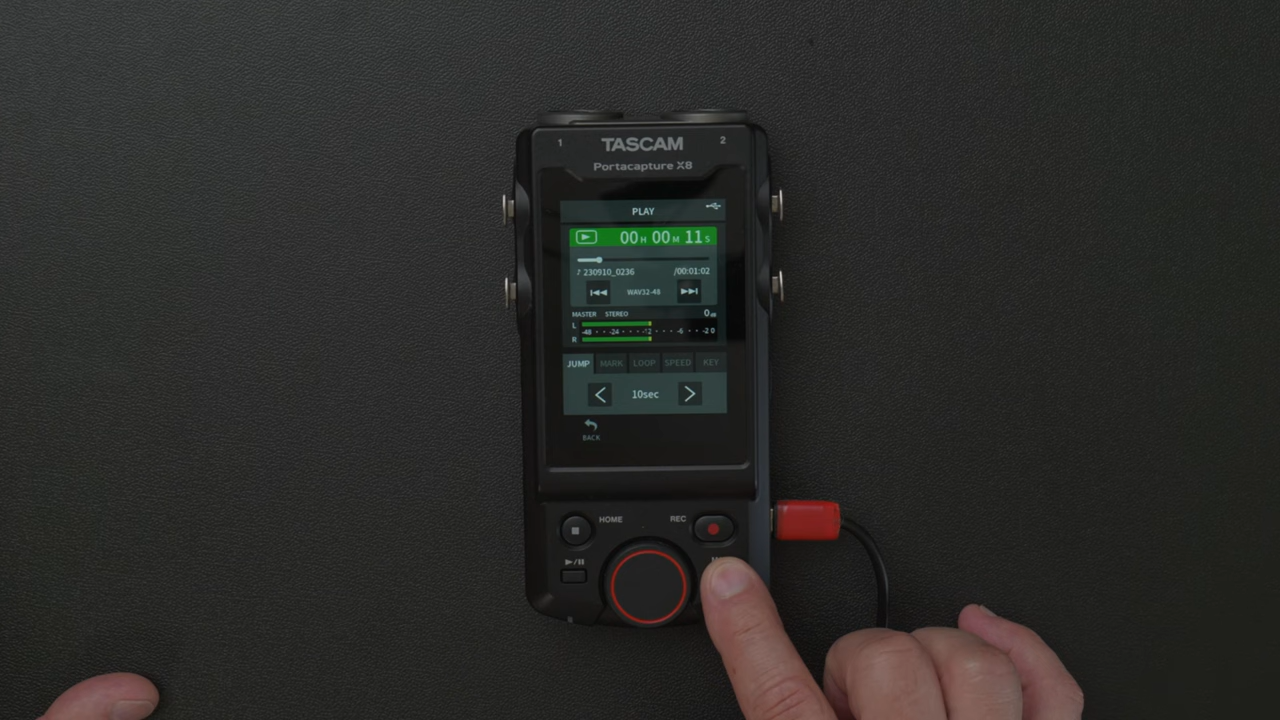 1 TASCAM 2
Portacapture X8
PLAY
00H 00M 11S
230910_0236 /00:01:02
WAV32-48
MASTER STEREO 0dB
L
-48 -24 -12 -6 -2 0
R
JUMP MARK LOOP SPEED KEY
< 10sec >
BACK
HOME REC